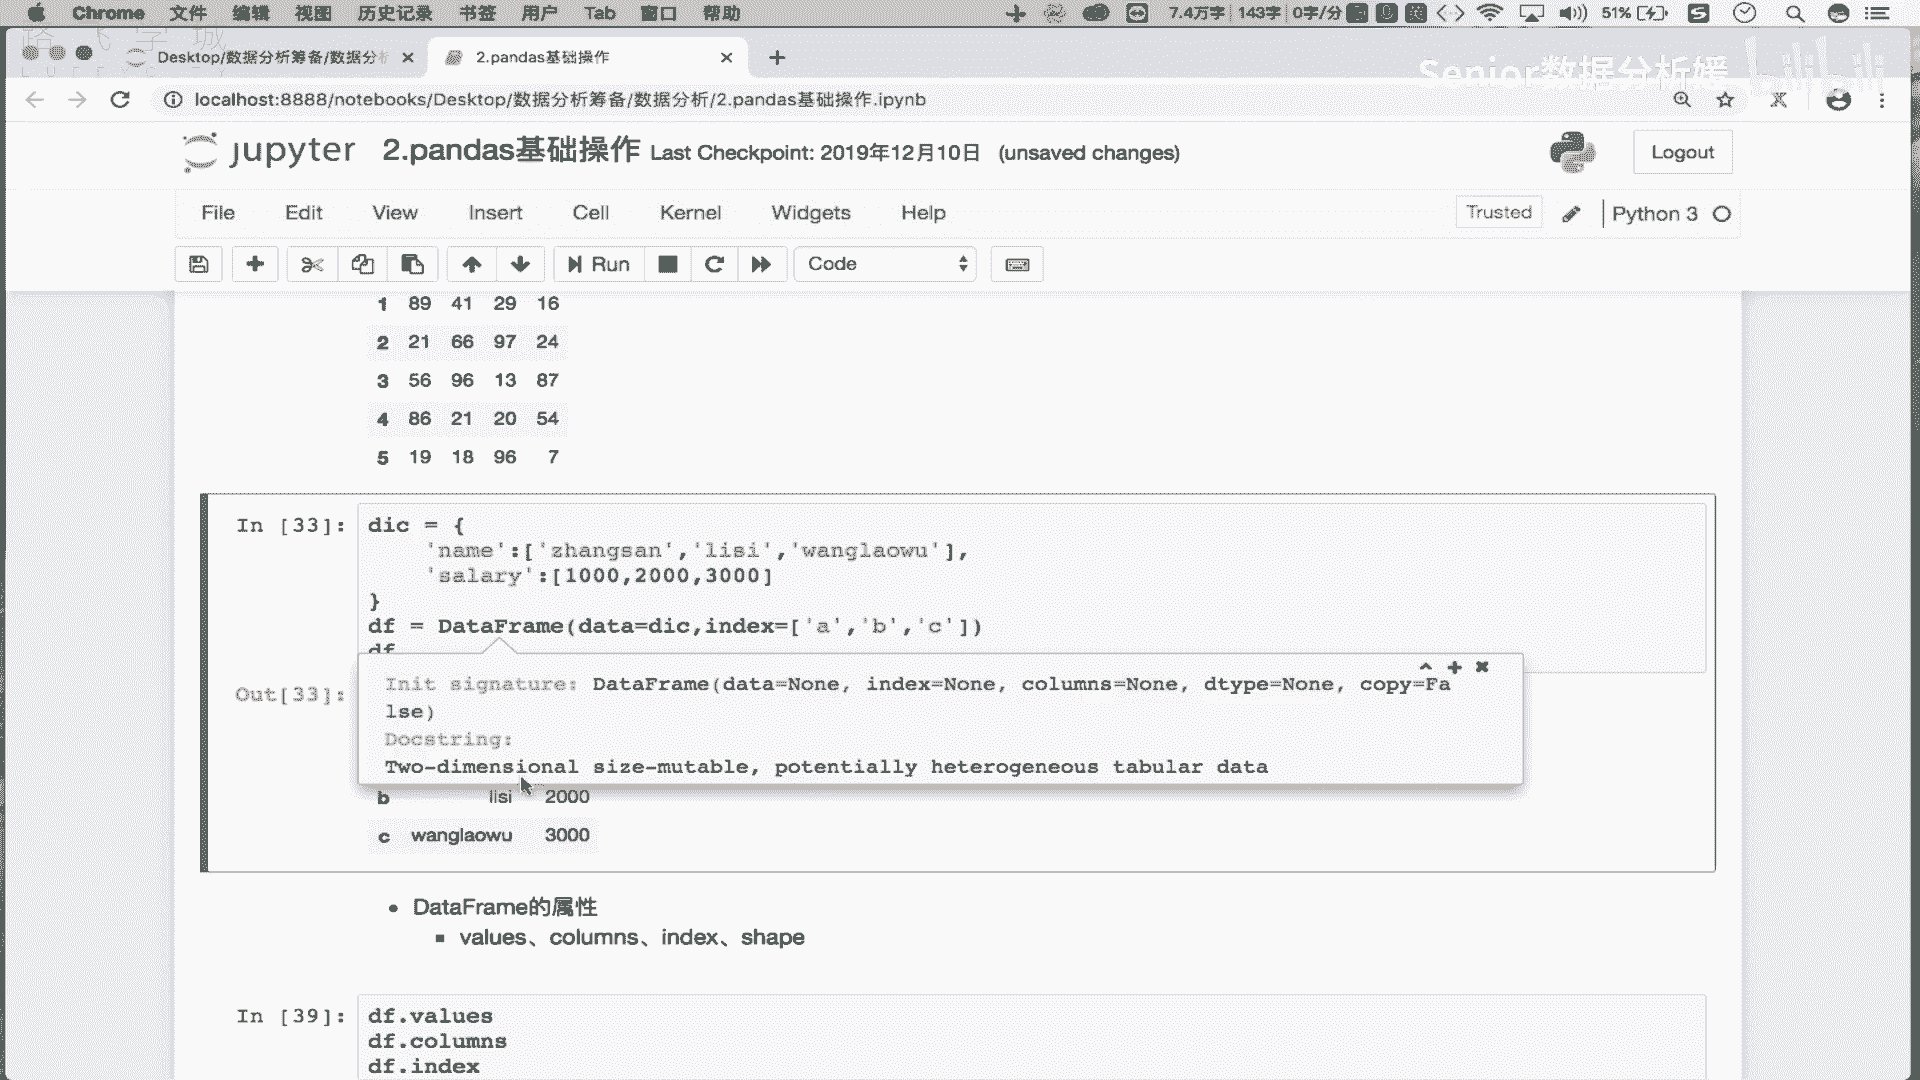 Chrome 文件 编辑 视图 历史记录 书签 用户 Tab 窗口 帮助 7.4万字 143字 0字/分 51%
Desktop/数据分析筹备/数据分析 2.pandas基础操作
Senior数据分析媛 bilibili
localhost:8888/notebooks/Desktop/数据分析筹备/数据分析/2.pandas基础操作.ipynb
jupyter 2.pandas基础操作 Last Checkpoint: 2019年12月10日 (unsaved changes) Logout
File Edit View Insert Cell Kernel Widgets Help Trusted Python 3
Run Code
1 89 41 29 16
2 21 66 97 24
3 56 96 13 87
4 86 21 20 54
5 19 18 96 7
In [33]: dic = {
'name':['zhangsan','lisi','wanglaowu'],
'salary':[1000,2000,3000]
}
df = DataFrame(data=dic,index=['a','b','c'])
df
Out[33]:
Init signature: DataFrame(data=None, index=None, columns=None, dtype=None, copy=Fa
lse)
Docstring:
Two-dimensional size-mutable, potentially heterogeneous tabular data
b lisi 2000
c wanglaowu 3000
DataFrame的属性
values、columns、index、shape
In [39]: df.values
df.columns
df.index